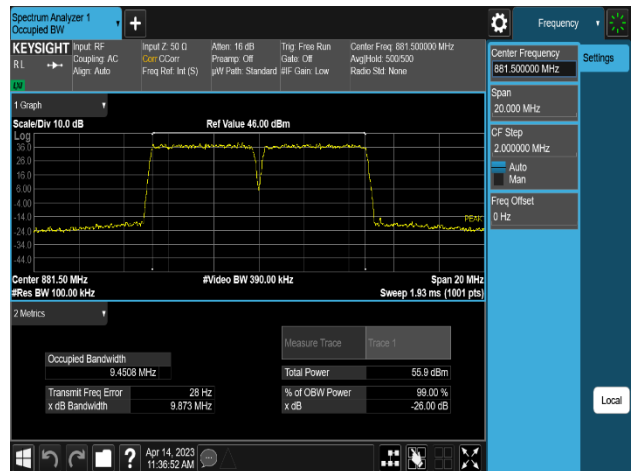 Spectrum Analyzer 1
Occupied BW
+
Frequency
KEYSIGHT
R L
LXI
Input: RF
Coupling: AC
Align: Auto
Input Z: 50 Ω
Corr CCorr
Freq Ref: Int (S)
Atten: 16 dB
Preamp: Off
µW Path: Standard
Trig: Free Run
Gate: Off
#IF Gain: Low
Center Freq: 881.500000 MHz
Avg|Hold: 500/500
Radio Std: None
Center Frequency
881.500000 MHz
Settings
Span
20.000 MHz
CF Step
2.000000 MHz
Auto
Man
Freq Offset
0 Hz
Local
1 Graph
Scale/Div 10.0 dB
Ref Value 46.00 dBm
Log
36.0
26.0
16.0
6.00
-4.00
-14.0
-24.0
-34.0
-44.0
PEAK
Center 881.50 MHz
#Video BW 390.00 kHz
Span 20 MHz
#Res BW 100.00 kHz
Sweep 1.93 ms (1001 pts)
2 Metrics
Measure Trace
Trace 1
Occupied Bandwidth
9.4508 MHz
Total Power
55.9 dBm
Transmit Freq Error
28 Hz
% of OBW Power
99.00 %
x dB Bandwidth
9.873 MHz
x dB
-26.00 dB
?
Apr 14, 2023
11:36:52 AM